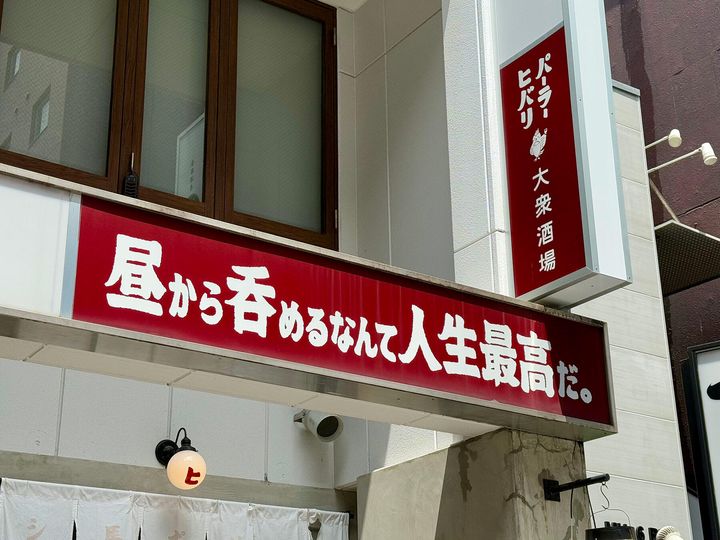 パーラー
ヒバリ
大衆酒場
昼から呑めるなんて人生最高だ。
ヒ